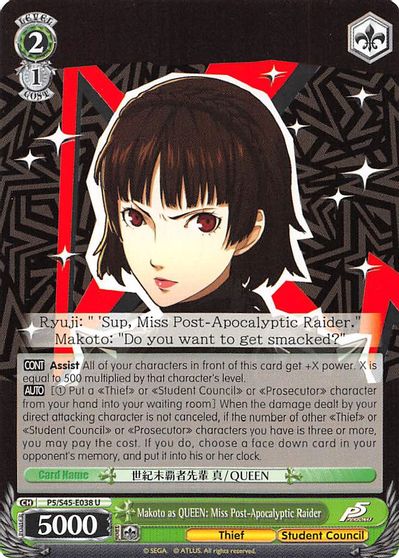 LEVEL
2
1
COST
Ryuji: " 'Sup, Miss Post-Apocalyptic Raider."
Makoto: "Do you want to get smacked?"
CONT Assist All of your characters in front of this card get +X power. X is
equal to 500 multiplied by that character's level.
AUTO [① Put a «Thief» or «Student Council» or «Prosecutor» character
from your hand into your waiting room] When the damage dealt by your
direct attacking character is not canceled, if the number of other «Thief» or
«Student Council» or «Prosecutor» characters you have is three or more,
you may pay the cost. If you do, choose a face down card in your
opponent's memory, and put it into his or her clock.
Card Name 世紀末覇者先輩 真/QUEEN
CH P5/S45-E038 U
5000
Makoto as QUEEN: Miss Post-Apocalyptic Raider
P5
Thief
Student Council
© SEGA. © ATLUS. All rights reserved.